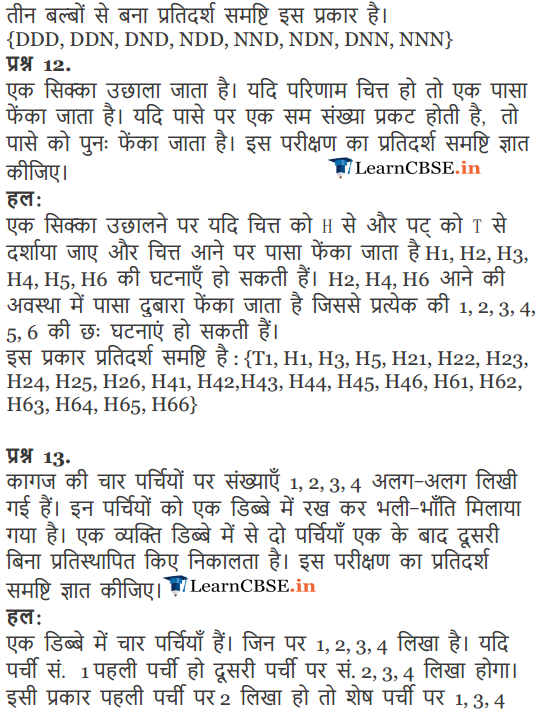 तीन बल्बों से बना प्रतिदर्श समष्टि इस प्रकार है।
{DDD, DDN, DND, NDD, NND, NDN, DNN, NNN}
प्रश्न 12.
एक सिक्का उछाला जाता है। यदि परिणाम चित्त हो तो एक पासा
फेंका जाता है। यदि पासे पर एक सम संख्या प्रकट होती है, तो
पासे को पुनः फेंका जाता है। इस परीक्षण का प्रतिदर्श समष्टि ज्ञात
कीजिए।
LearnCBSE.in
हल:
एक सिक्का उछालने पर यदि चित्त को H से और पट् को T से
दर्शाया जाए और चित्त आने पर पासा फेंका जाता है H1, H2, H3,
H4, H5, H6 की घटनाएँ हो सकती हैं। H2, H4, H6 आने की
अवस्था में पासा दुबारा फेंका जाता है जिससे प्रत्येक की 1, 2, 3, 4,
5, 6 की छः घटनाएं हो सकती हैं।
इस प्रकार प्रतिदर्श समष्टि है : {T1, H1, H3, H5, H21, H22, H23,
H24, H25, H26, H41, H42,H43, H44, H45, H46, H61, H62,
H63, H64, H65, H66}
प्रश्न 13.
कागज की चार पर्चियों पर संख्याएँ 1, 2, 3, 4 अलग-अलग लिखी
गई हैं। इन पर्चियों को एक डिब्बे में रख कर भली-भाँति मिलाया
गया है। एक व्यक्ति डिब्बे में से दो पर्चियाँ एक के बाद दूसरी
बिना प्रतिस्थापित किए निकालता है। इस परीक्षण का प्रतिदर्श
समष्टि ज्ञात कीजिए। LearnCBSE.in
हल:
एक डिब्बे में चार पर्चियाँ हैं। जिन पर 1, 2, 3, 4 लिखा है। यदि
पर्ची सं. 1 पहली पर्ची हो दूसरी पर्ची पर सं. 2, 3, 4 लिखा होगा।
इसी प्रकार पहली पर्ची पर 2 लिखा हो तो शेष पर्ची पर 1, 3, 4